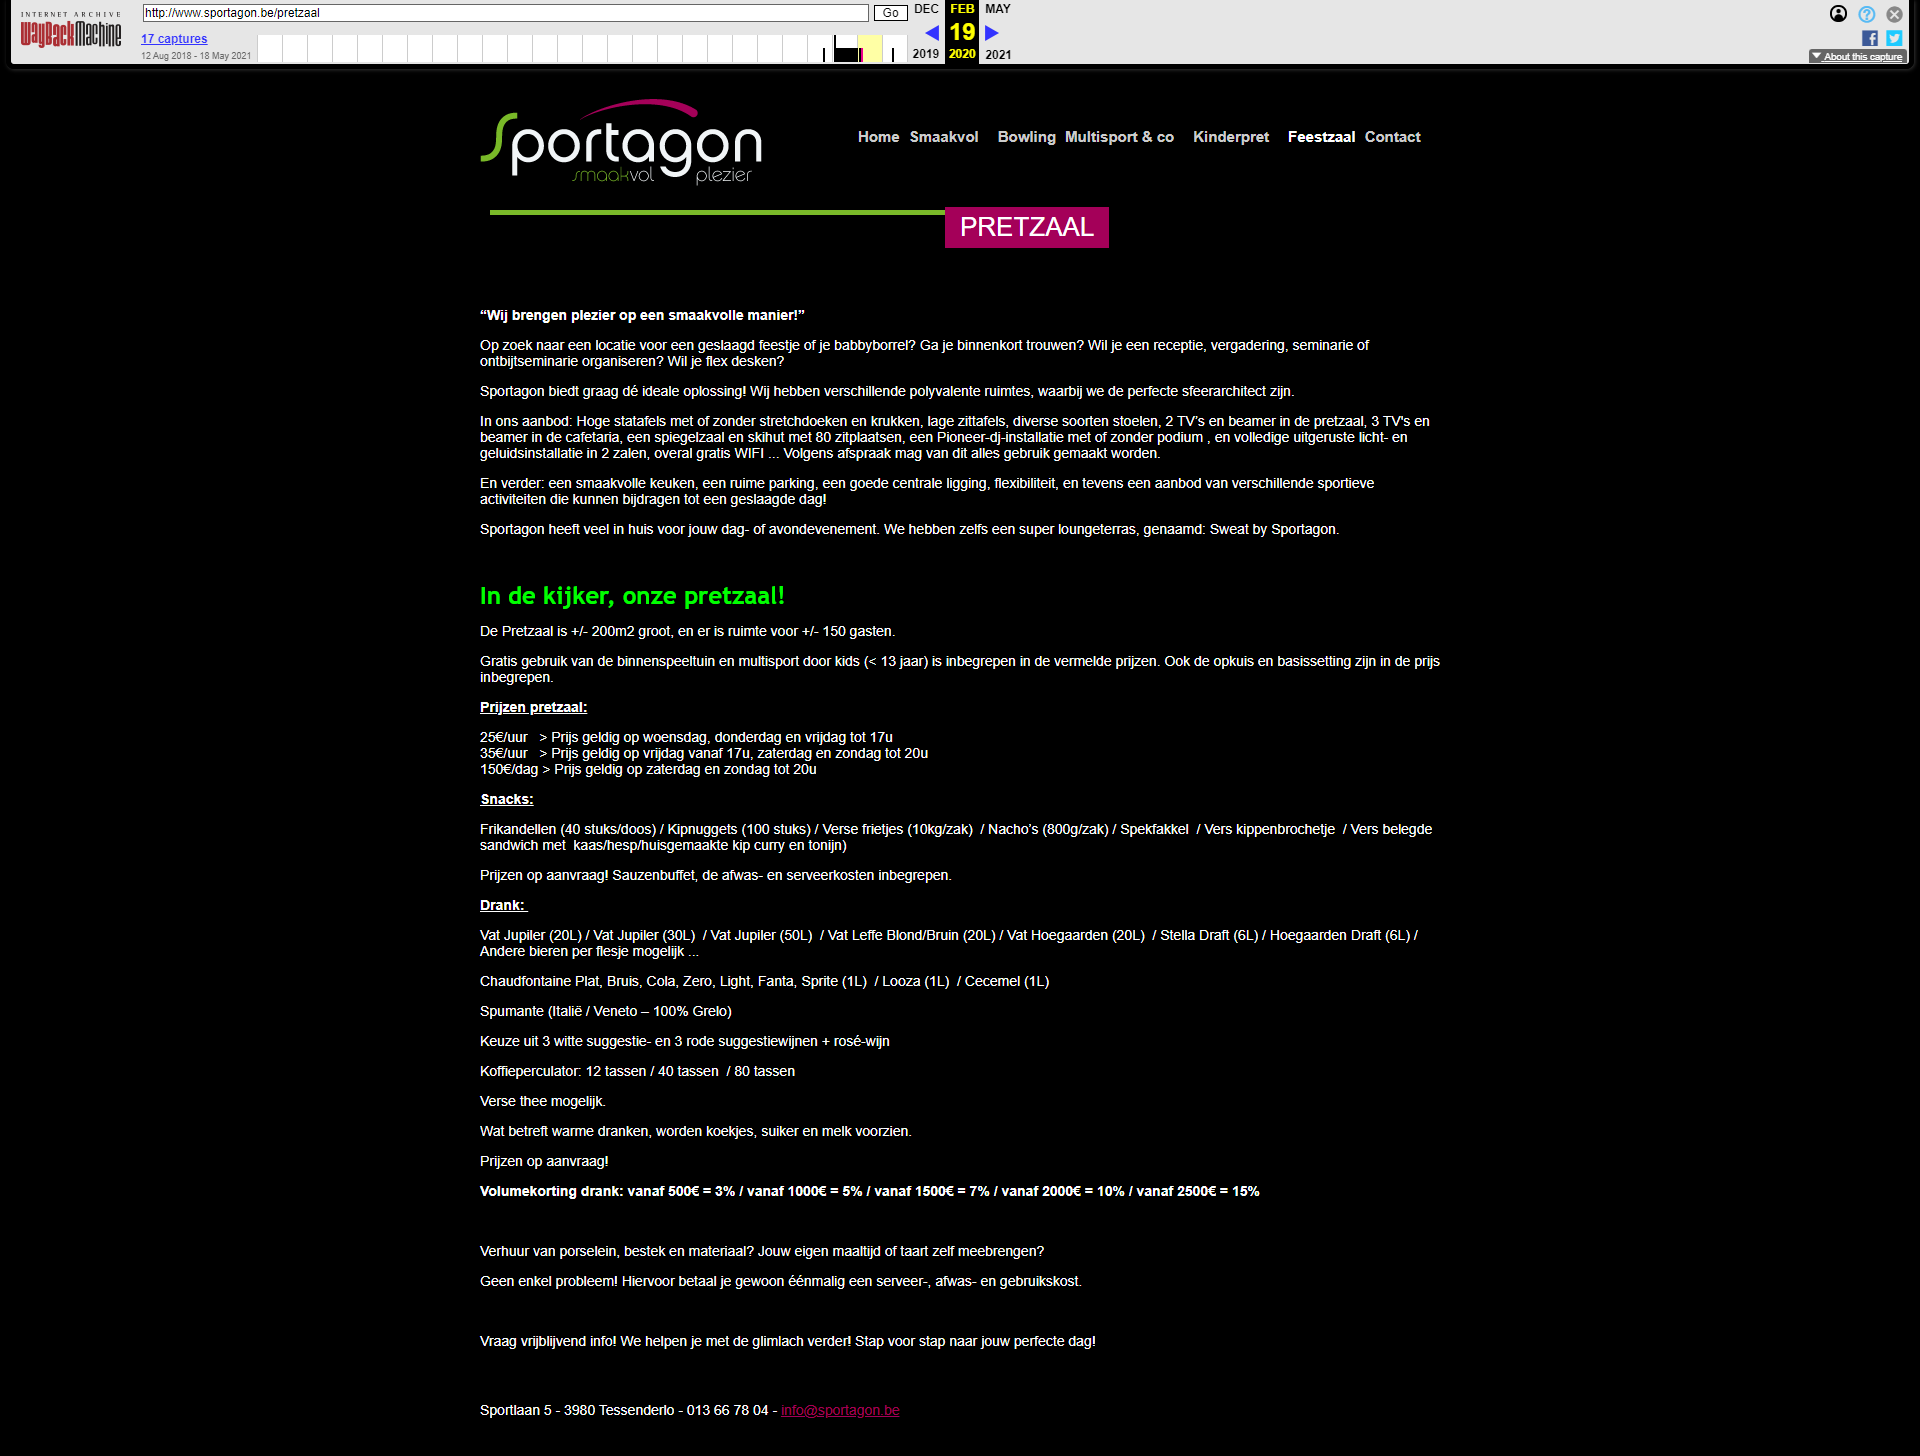 INTERNET ARCHIVE
WayBackMachine
http://www.sportagon.be/pretzaal
Go
DEC
FEB
MAY
17 captures
19
12 Aug 2018 - 18 May 2021
2019
2020
2021
About this capture
Sportagon
smaakvol plezier
Home Smaakvol Bowling Multisport & co Kinderpret Feestzaal Contact
PRETZAAL
“Wij brengen plezier op een smaakvolle manier!”
Op zoek naar een locatie voor een geslaagd feestje of je babbyborrel? Ga je binnenkort trouwen? Wil je een receptie, vergadering, seminarie of
ontbijtseminarie organiseren? Wil je flex desken?
Sportagon biedt graag dé ideale oplossing! Wij hebben verschillende polyvalente ruimtes, waarbij we de perfecte sfeerarchitect zijn.
In ons aanbod: Hoge statafels met of zonder stretchdoeken en krukken, lage zittafels, diverse soorten stoelen, 2 TV’s en beamer in de pretzaal, 3 TV's en
beamer in de cafetaria, een spiegelzaal en skihut met 80 zitplaatsen, een Pioneer-dj-installatie met of zonder podium , en volledige uitgeruste licht- en
geluidsinstallatie in 2 zalen, overal gratis WIFI ... Volgens afspraak mag van dit alles gebruik gemaakt worden.
En verder: een smaakvolle keuken, een ruime parking, een goede centrale ligging, flexibiliteit, en tevens een aanbod van verschillende sportieve
activiteiten die kunnen bijdragen tot een geslaagde dag!
Sportagon heeft veel in huis voor jouw dag- of avondevenement. We hebben zelfs een super loungeterras, genaamd: Sweat by Sportagon.
In de kijker, onze pretzaal!
De Pretzaal is +/- 200m2 groot, en er is ruimte voor +/- 150 gasten.
Gratis gebruik van de binnenspeeltuin en multisport door kids (< 13 jaar) is inbegrepen in de vermelde prijzen. Ook de opkuis en basissetting zijn in de prijs
inbegrepen.
Prijzen pretzaal:
25€/uur > Prijs geldig op woensdag, donderdag en vrijdag tot 17u
35€/uur > Prijs geldig op vrijdag vanaf 17u, zaterdag en zondag tot 20u
150€/dag > Prijs geldig op zaterdag en zondag tot 20u
Snacks:
Frikandellen (40 stuks/doos) / Kipnuggets (100 stuks) / Verse frietjes (10kg/zak) / Nacho’s (800g/zak) / Spekfakkel / Vers kippenbrochetje / Vers belegde
sandwich met kaas/hesp/huisgemaakte kip curry en tonijn)
Prijzen op aanvraag! Sauzenbuffet, de afwas- en serveerkosten inbegrepen.
Drank:
Vat Jupiler (20L) / Vat Jupiler (30L) / Vat Jupiler (50L) / Vat Leffe Blond/Bruin (20L) / Vat Hoegaarden (20L) / Stella Draft (6L) / Hoegaarden Draft (6L) /
Andere bieren per flesje mogelijk ...
Chaudfontaine Plat, Bruis, Cola, Zero, Light, Fanta, Sprite (1L) / Looza (1L) / Cecemel (1L)
Spumante (Italië / Veneto – 100% Grelo)
Keuze uit 3 witte suggestie- en 3 rode suggestiewijnen + rosé-wijn
Koffieperculator: 12 tassen / 40 tassen / 80 tassen
Verse thee mogelijk.
Wat betreft warme dranken, worden koekjes, suiker en melk voorzien.
Prijzen op aanvraag!
Volumekorting drank: vanaf 500€ = 3% / vanaf 1000€ = 5% / vanaf 1500€ = 7% / vanaf 2000€ = 10% / vanaf 2500€ = 15%
Verhuur van porselein, bestek en materiaal? Jouw eigen maaltijd of taart zelf meebrengen?
Geen enkel probleem! Hiervoor betaal je gewoon éénmalig een serveer-, afwas- en gebruikskost.
Vraag vrijblijvend info! We helpen je met de glimlach verder! Stap voor stap naar jouw perfecte dag!
Sportlaan 5 - 3980 Tessenderlo - 013 66 78 04 - info@sportagon.be